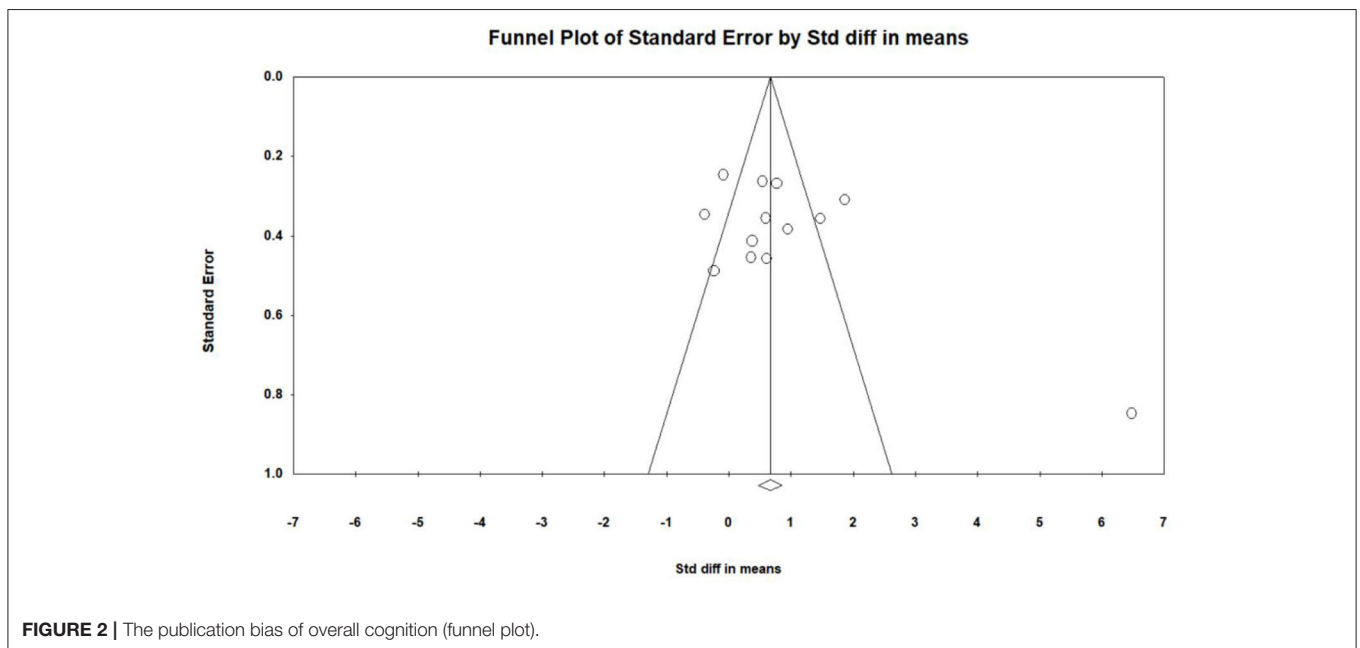 Funnel Plot of Standard Error by Std diff in means
0.0
0.2
0.4
0.6
0.8
1.0
Standard Error
-7 -6 -5 -4 -3 -2 -1 0 1 2 3 4 5 6 7
Std diff in means
FIGURE 2 | The publication bias of overall cognition (funnel plot).